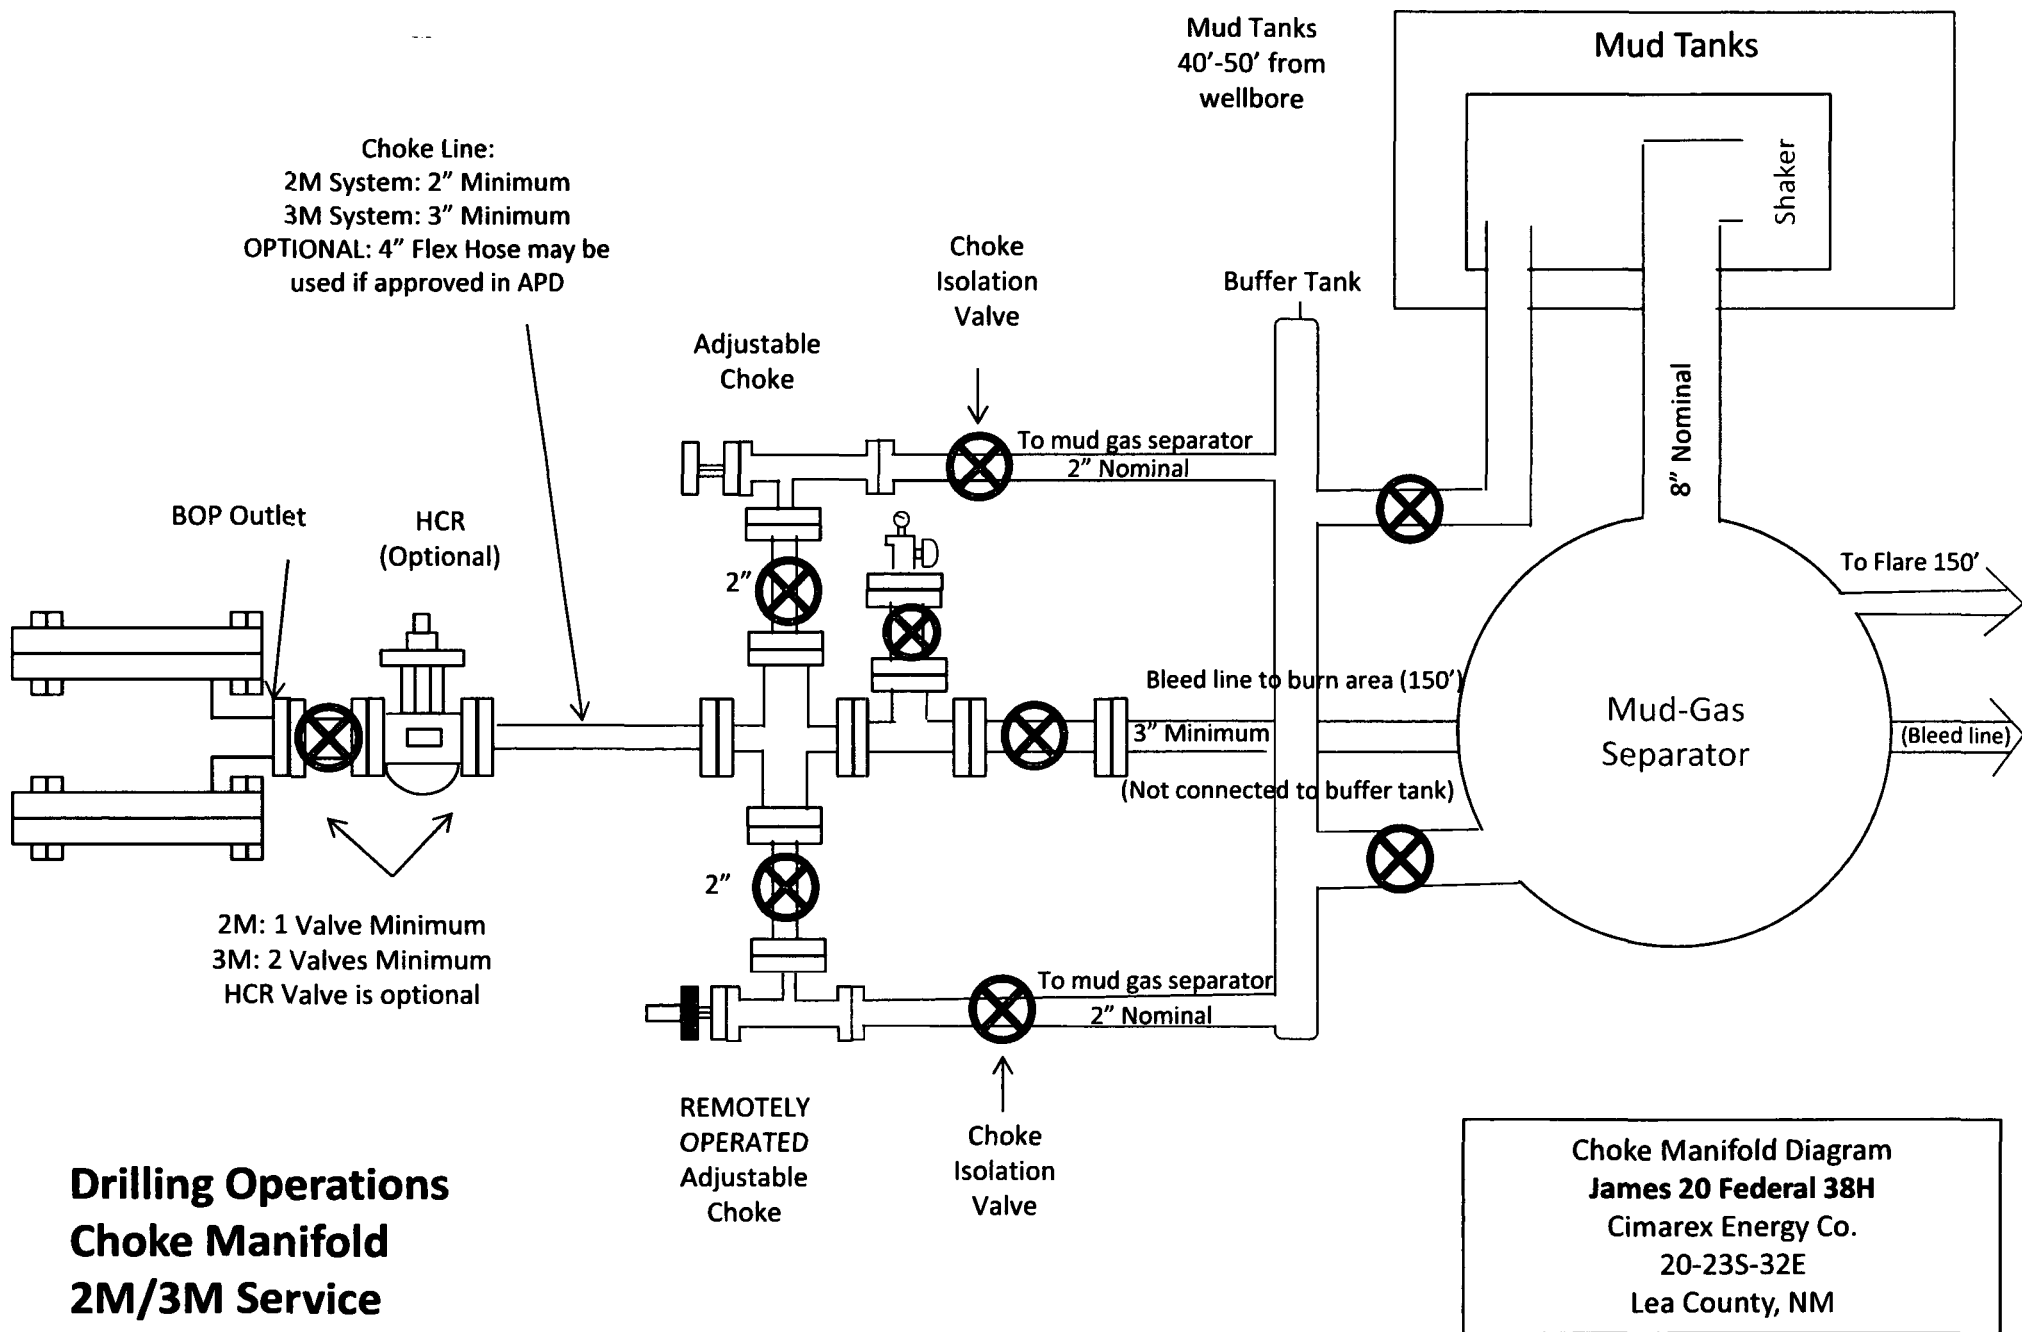 Mud Tanks
40'-50' from
wellbore
Mud Tanks
Shaker
Choke Line:
2M System: 2" Minimum
3M System: 3" Minimum
OPTIONAL: 4" Flex Hose may be
used if approved in APD
Choke
Isolation
Valve
Buffer Tank
Adjustable
Choke
8" Nominal
To mud gas separator
2" Nominal
BOP Outlet
HCR
(Optional)
2"
To Flare 150'
Bleed line to burn area (150')
3" Minimum
(Not connected to buffer tank)
Mud-Gas
Separator
(Bleed line)
2"
2M: 1 Valve Minimum
3M: 2 Valves Minimum
HCR Valve is optional
To mud gas separator
2" Nominal
REMOTELY
OPERATED
Adjustable
Choke
Choke
Isolation
Valve
Drilling Operations
Choke Manifold
2M/3M Service
Choke Manifold Diagram
James 20 Federal 38H
Cimarex Energy Co.
20-23S-32E
Lea County, NM